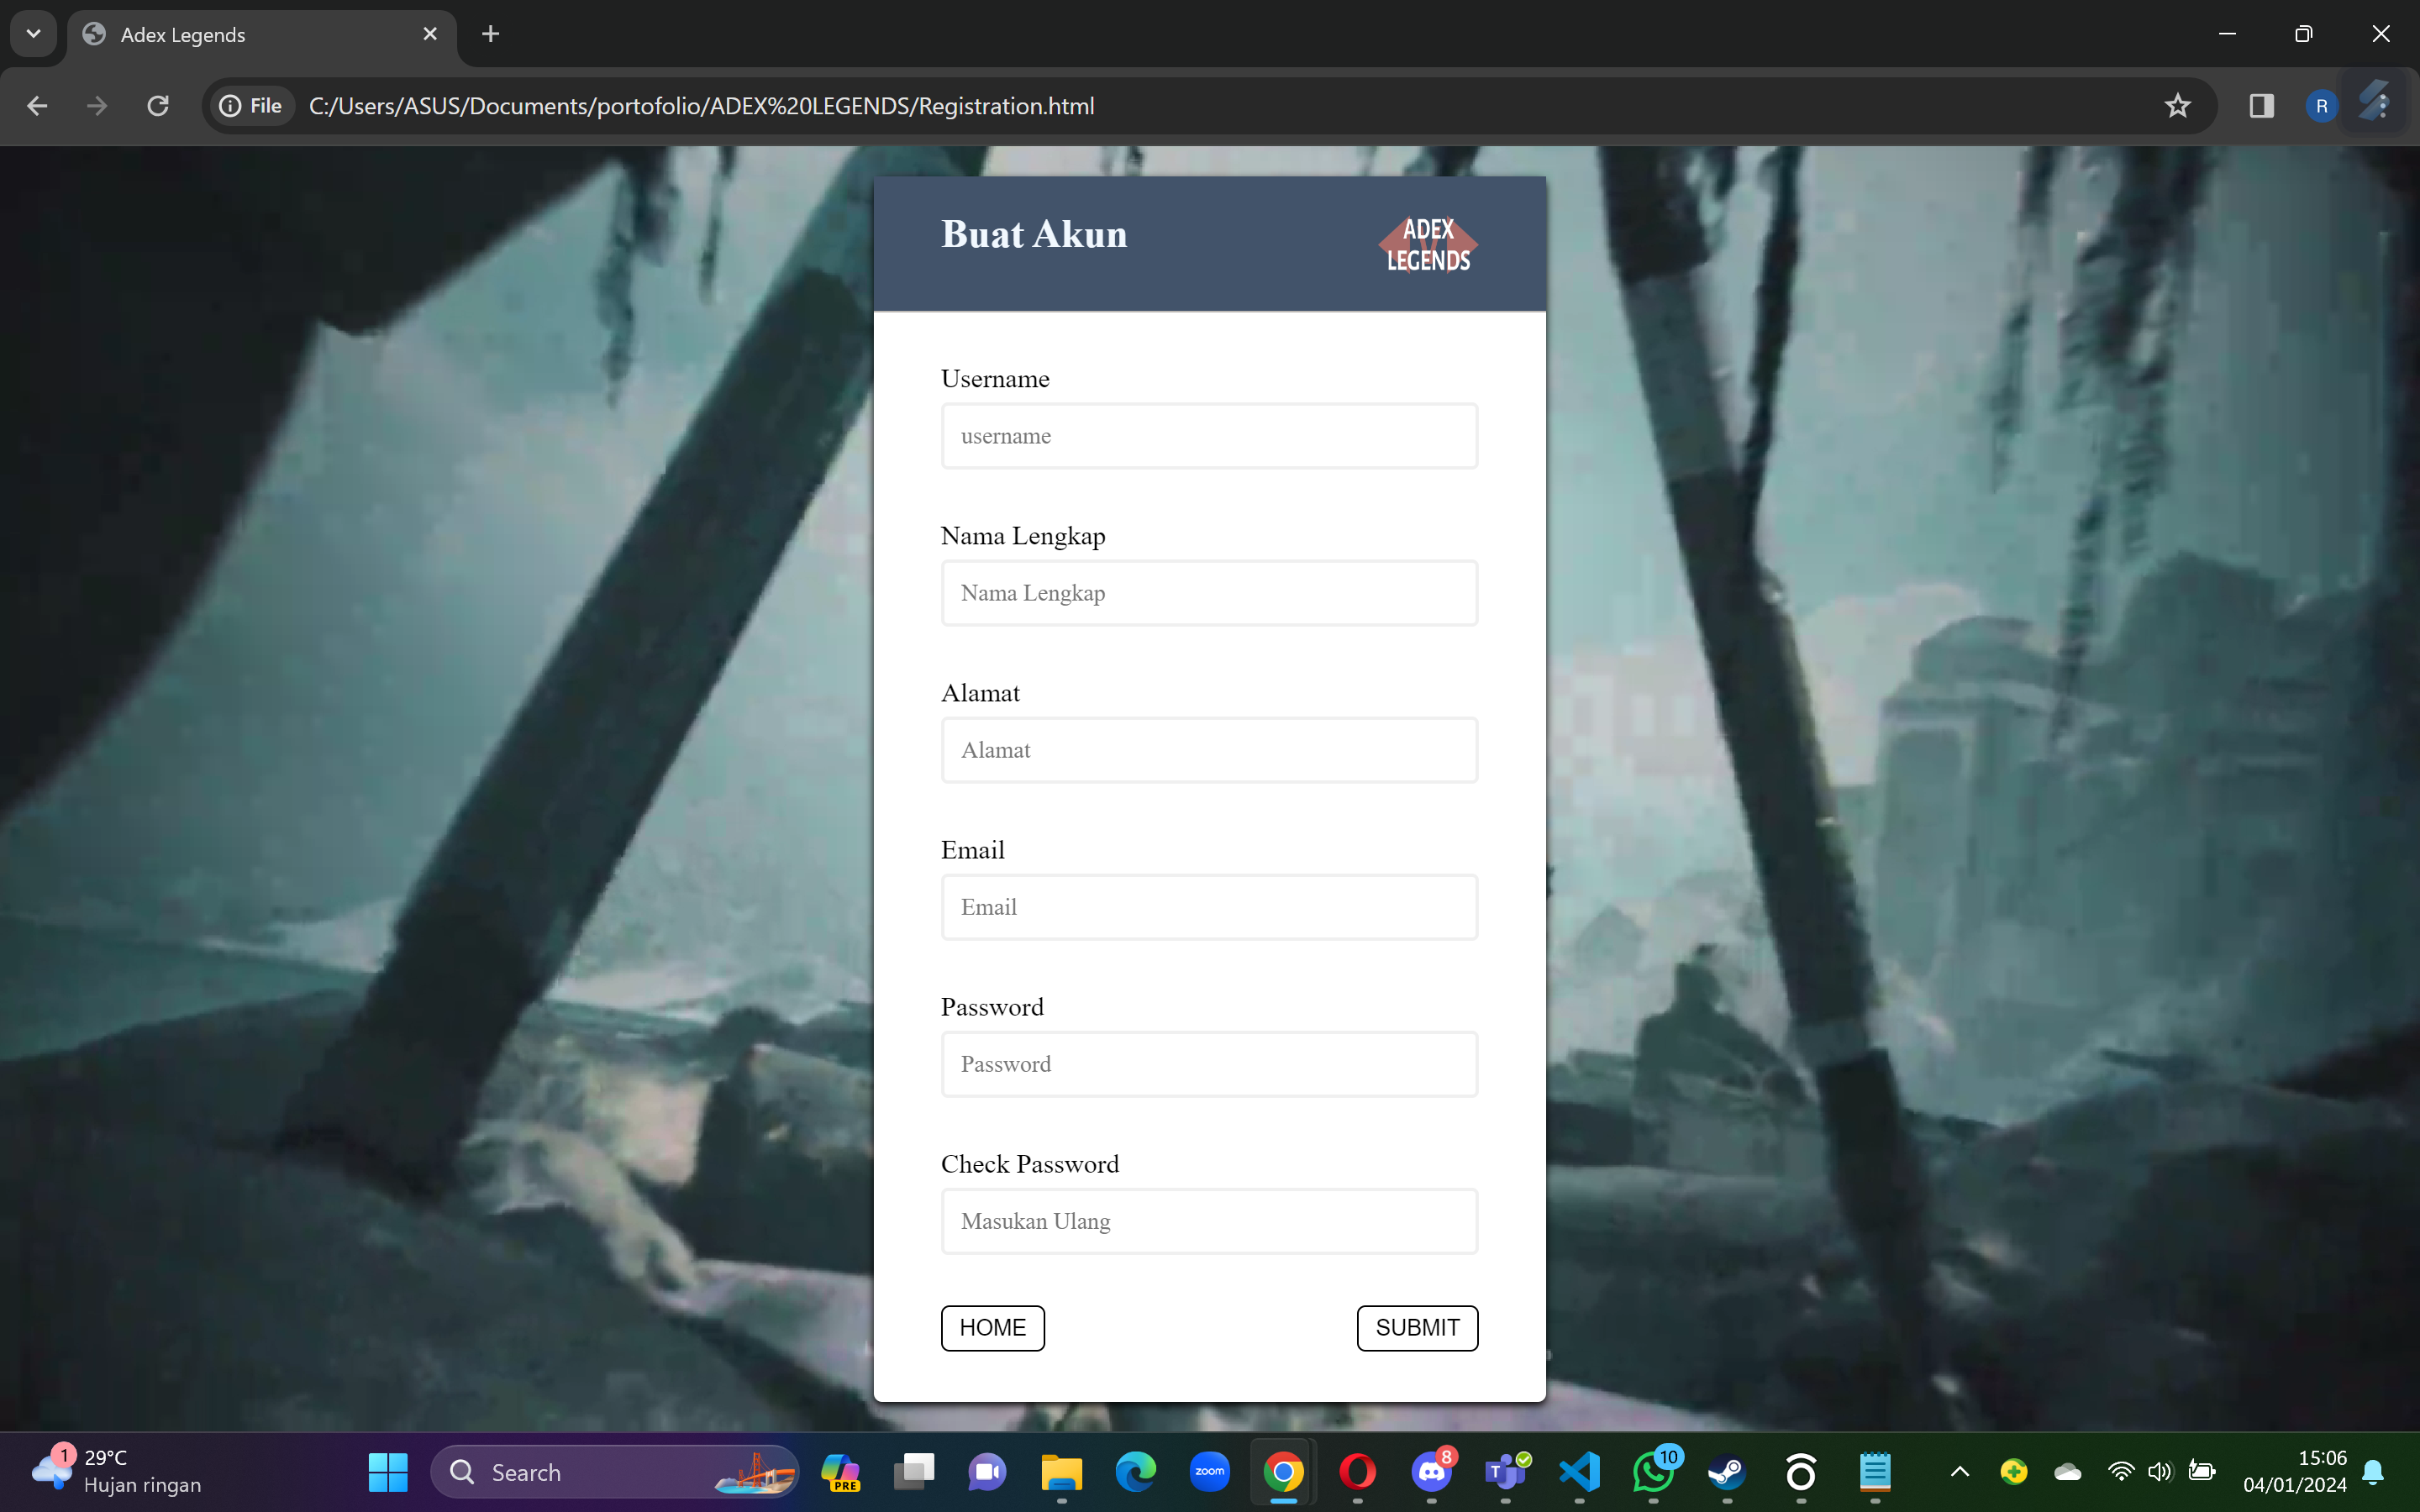 Adex Legends
File
C:/Users/ASUS/Documents/portofolio/ADEX%20LEGENDS/Registration.html
R
Buat Akun
ADEX
LEGENDS
Username
username
Nama Lengkap
Nama Lengkap
Alamat
Alamat
Email
Email
Password
Password
Check Password
Masukan Ulang
HOME
SUBMIT
1
29°C
Hujan ringan
Search
PRE
zoom
8
T
10
15:06
04/01/2024